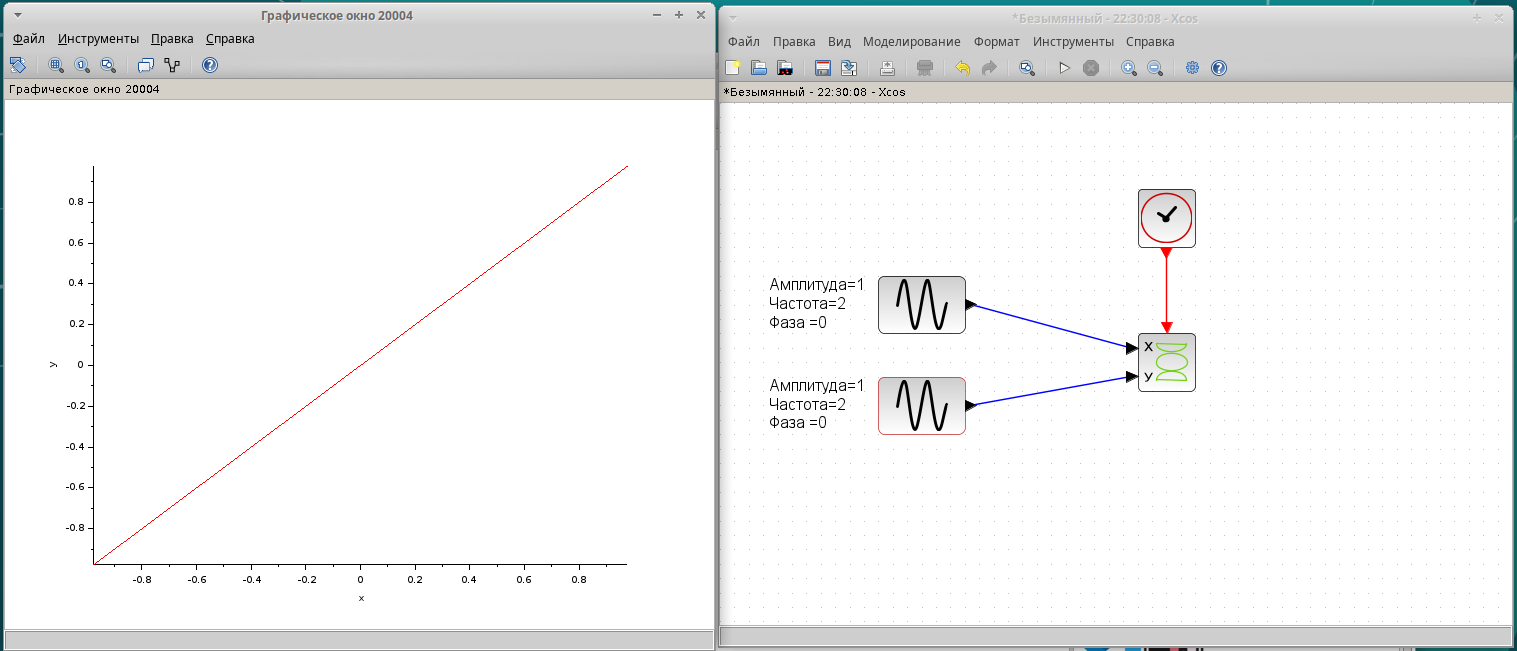 Графическое окно 20004
Файл Инструменты Правка Справка
Графическое окно 20004
0.8
0.6
0.4
0.2
0
-0.2
-0.4
-0.6
-0.8
y
-0.8 -0.6 -0.4 -0.2 0 0.2 0.4 0.6 0.8
x
*Безымянный - 22:30:08 - Xcos
Файл Правка Вид Моделирование Формат Инструменты Справка
*Безымянный - 22:30:08 - Xcos
Амплитуда=1
Частота=2
Фаза =0
X
y
Амплитуда=1
Частота=2
Фаза =0